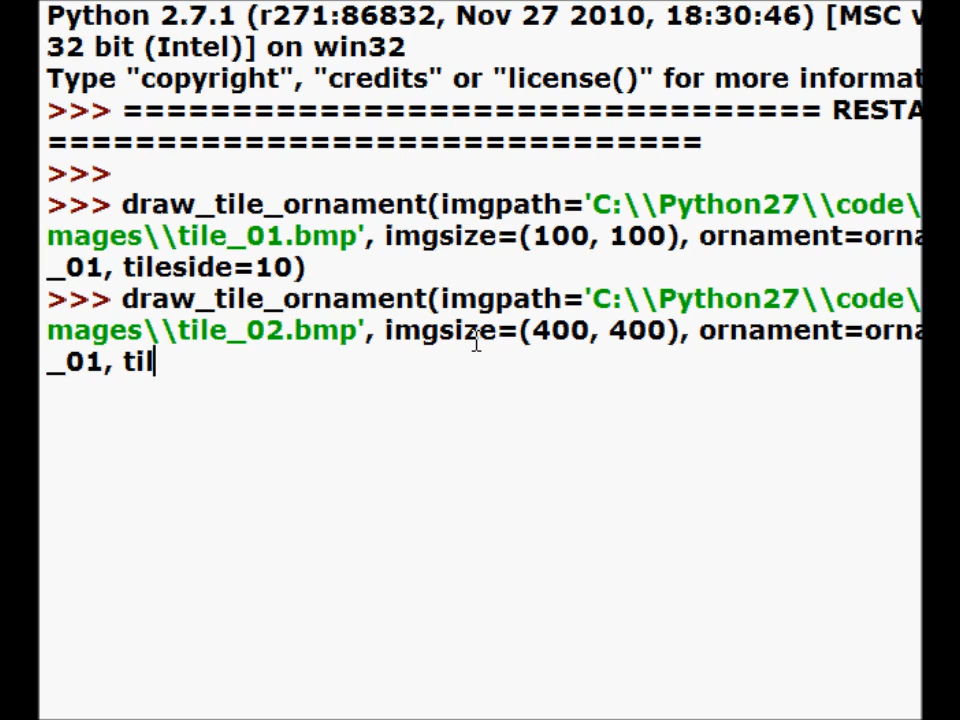 Python 2.7.1 (r271:86832, Nov 27 2010, 18:30:46) [MSC v
32 bit (Intel)] on win32
Type "copyright", "credits" or "license()" for more informat
>>> ================================ RESTA
==============================
>>>
>>> draw_tile_ornament(imgpath='C:\\Python27\\code\
mages\\tile_01.bmp', imgsize=(100, 100), ornament=orna
_01, tileside=10)
>>> draw_tile_ornament(imgpath='C:\\Python27\\code\
mages\\tile_02.bmp', imgsize=(400, 400), ornament=orna
_01, til